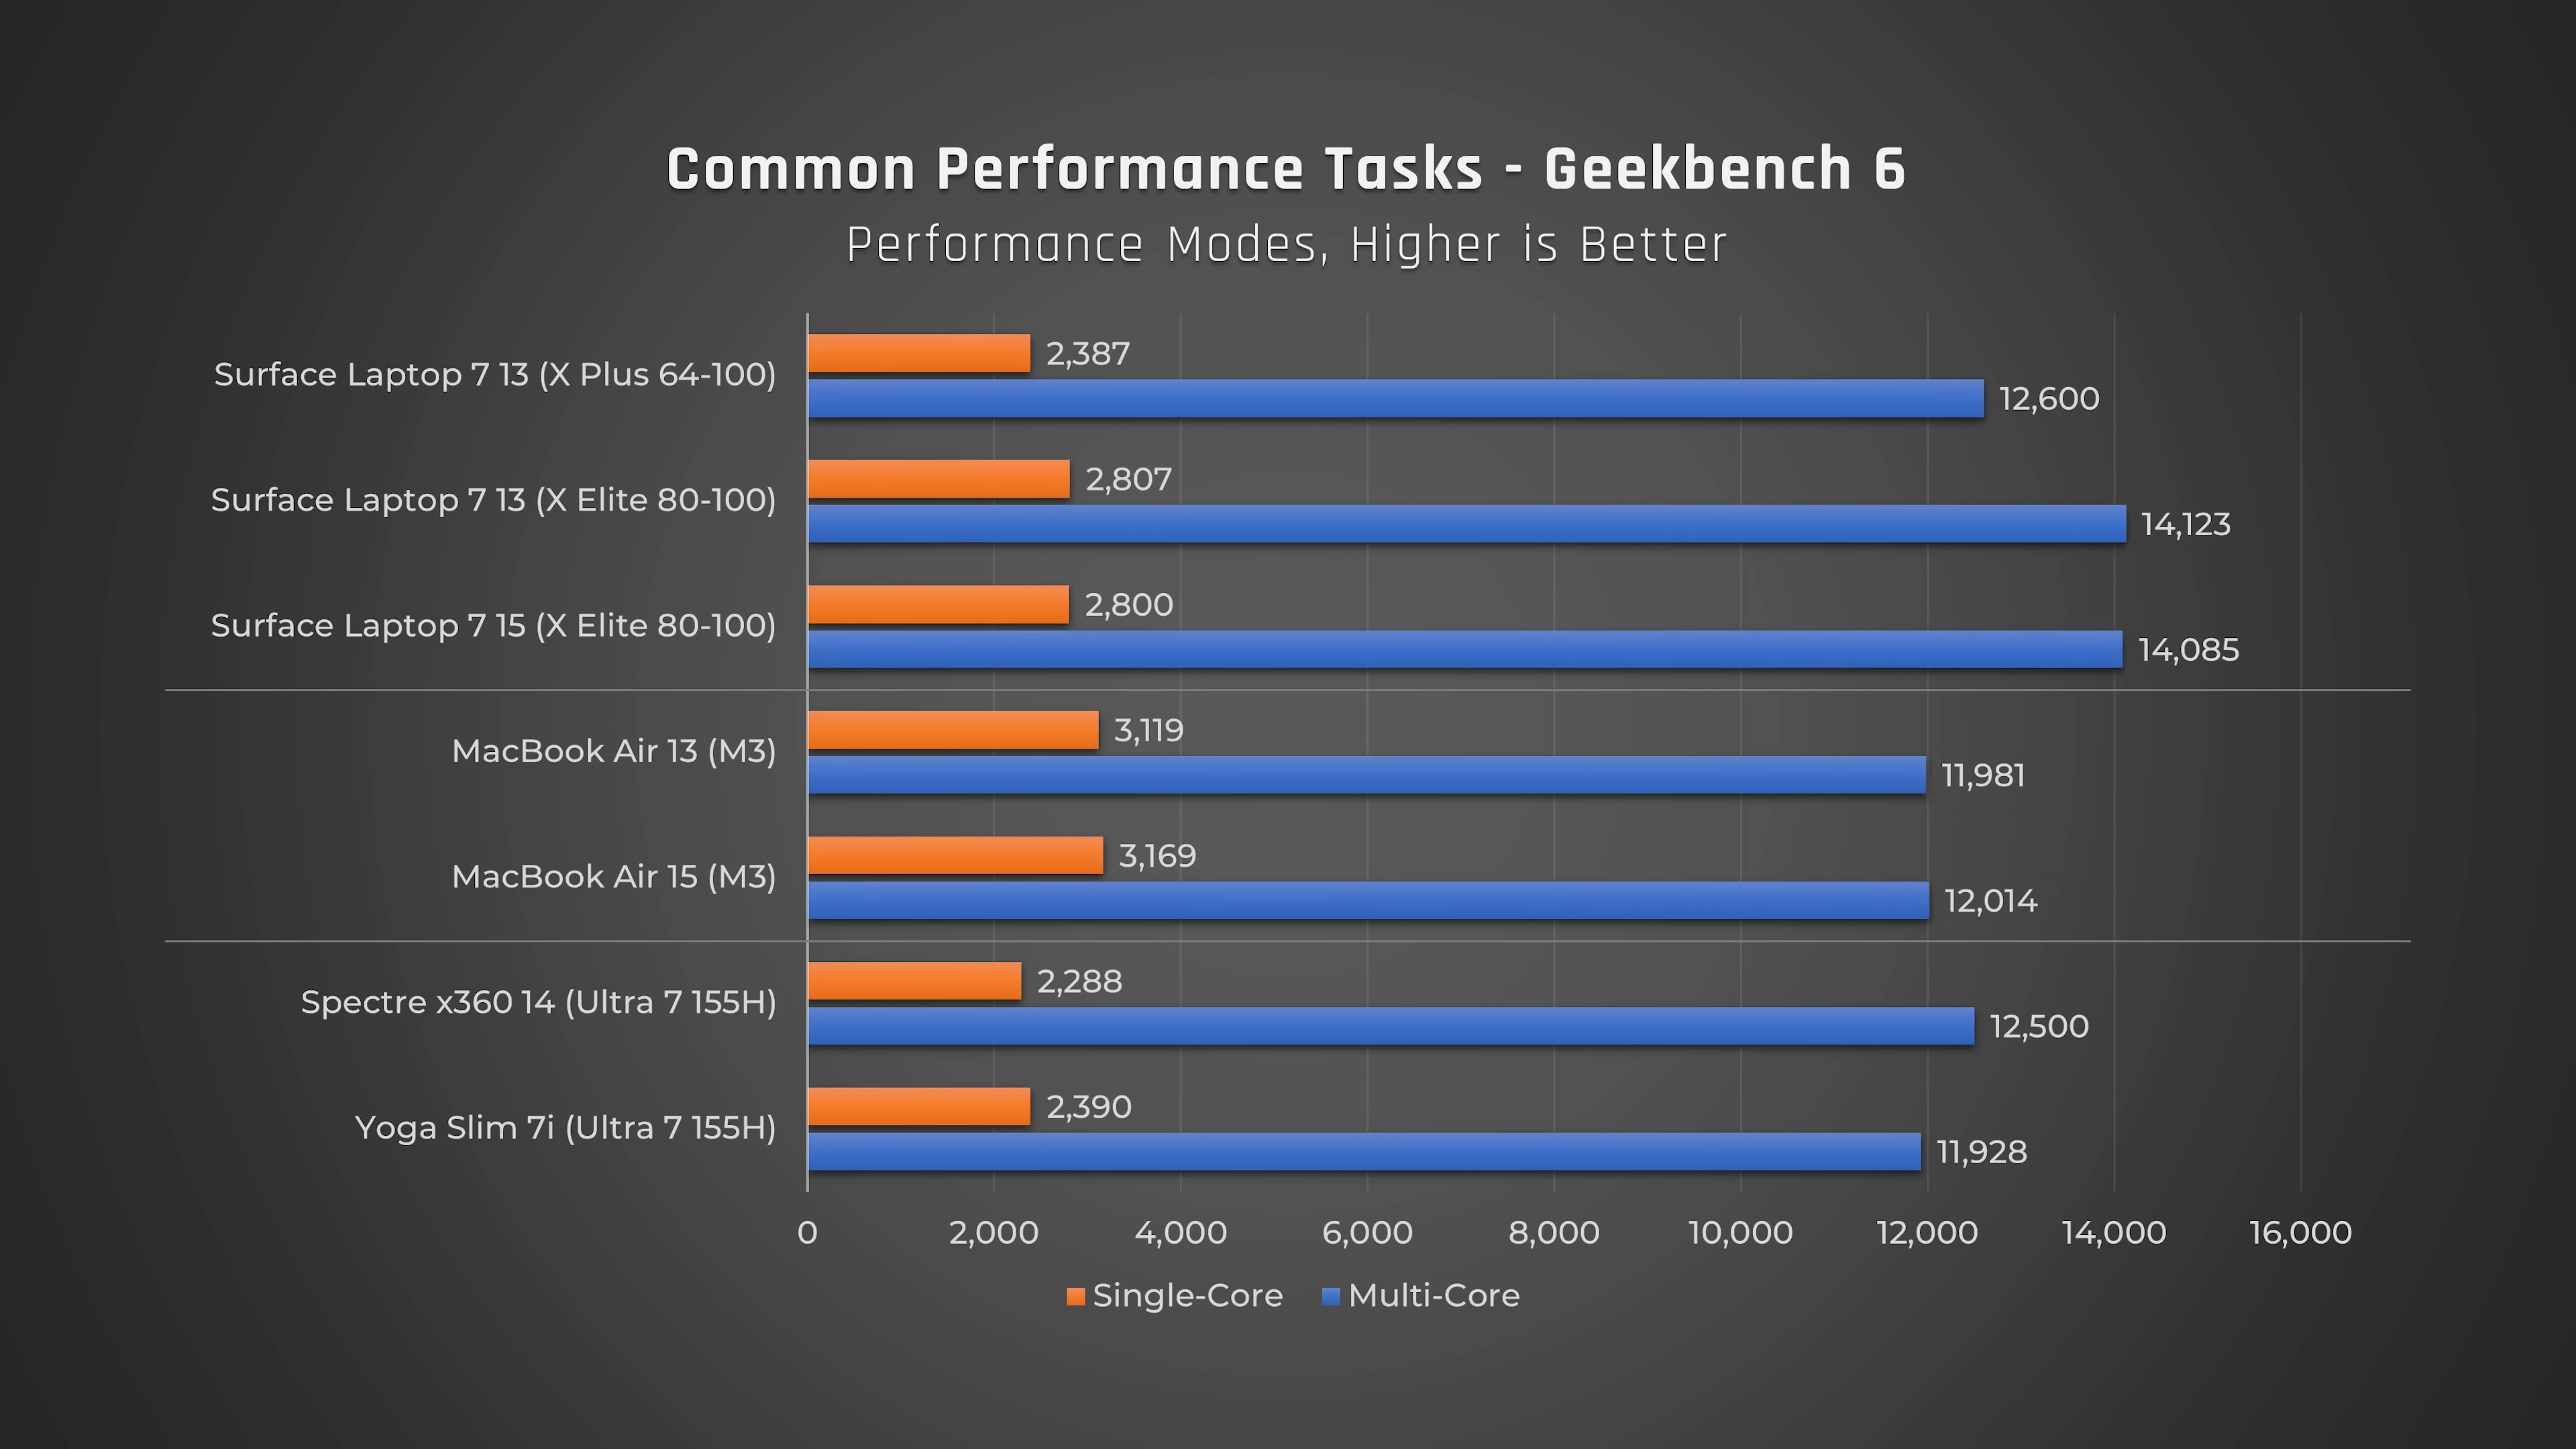 Common Performance Tasks - Geekbench 6
Performance Modes, Higher is Better
Surface Laptop 7 13 (X Plus 64-100)
2,387
12,600
Surface Laptop 7 13 (X Elite 80-100)
2,807
14,123
Surface Laptop 7 15 (X Elite 80-100)
2,800
14,085
MacBook Air 13 (M3)
3,119
11,981
MacBook Air 15 (M3)
3,169
12,014
Spectre x360 14 (Ultra 7 155H)
2,288
12,500
Yoga Slim 7i (Ultra 7 155H)
2,390
11,928
0 2,000 4,000 6,000 8,000 10,000 12,000 14,000 16,000
Single-Core Multi-Core